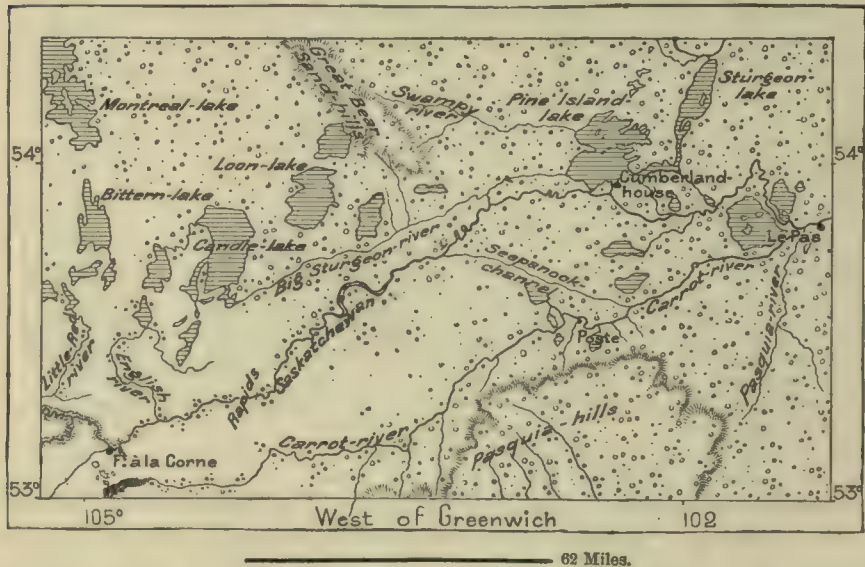 Great Bear
Sand-hills
Swampy
river
Pine Island
lake
Sturgeon-
lake
Montreal-lake
54°
54°
Loon-lake
Cumberland-
house
Bittern-lake
Candle-lake
Le Pas
Big Sturgeon-river
Seepanook-
channel
Carrot-river
Saskatchewan
Rapids
Little Red
river
English
river
Poste
Pasquia-river
Pasquia hills
Carrot-river
F. à la Corne
53°
53°
105°
West of Greenwich
102
62 Miles.